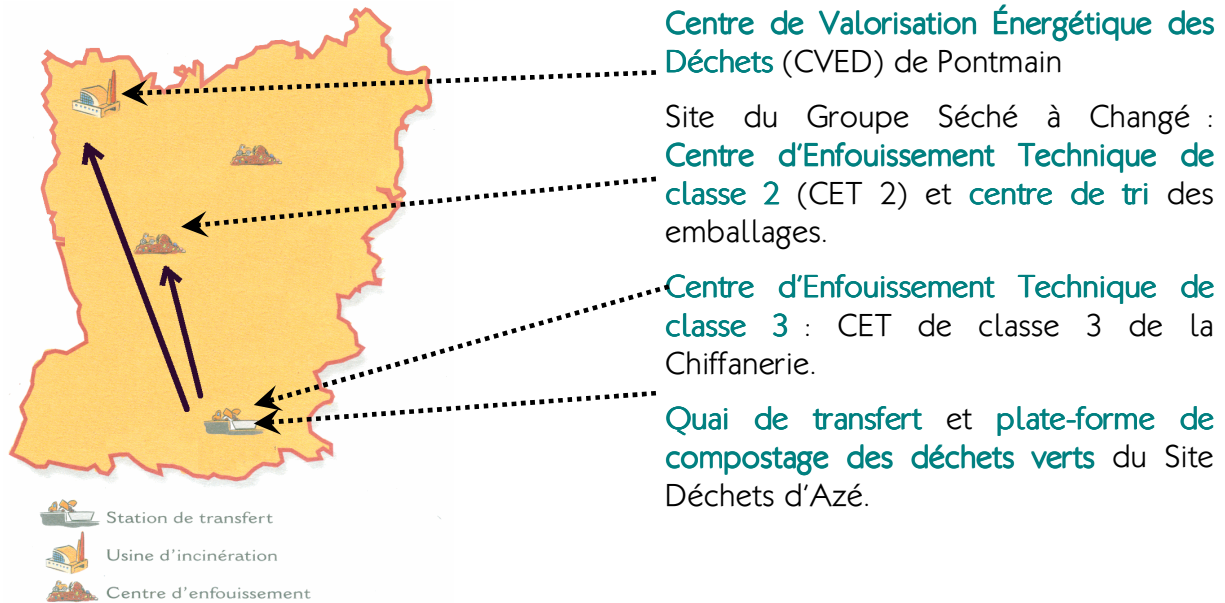 Centre de Valorisation Énergétique des
Déchets (CVED) de Pontmain
Site du Groupe Séché à Changé :
Centre d'Enfouissement Technique de
classe 2 (CET 2) et centre de tri des
emballages.
Centre d'Enfouissement Technique de
classe 3 : CET de classe 3 de la
Chiffanerie.
Quai de transfert et plate-forme de
compostage des déchets verts du Site
Déchets d'Azé.
Station de transfert
Usine d'incinération
Centre d'enfouissement